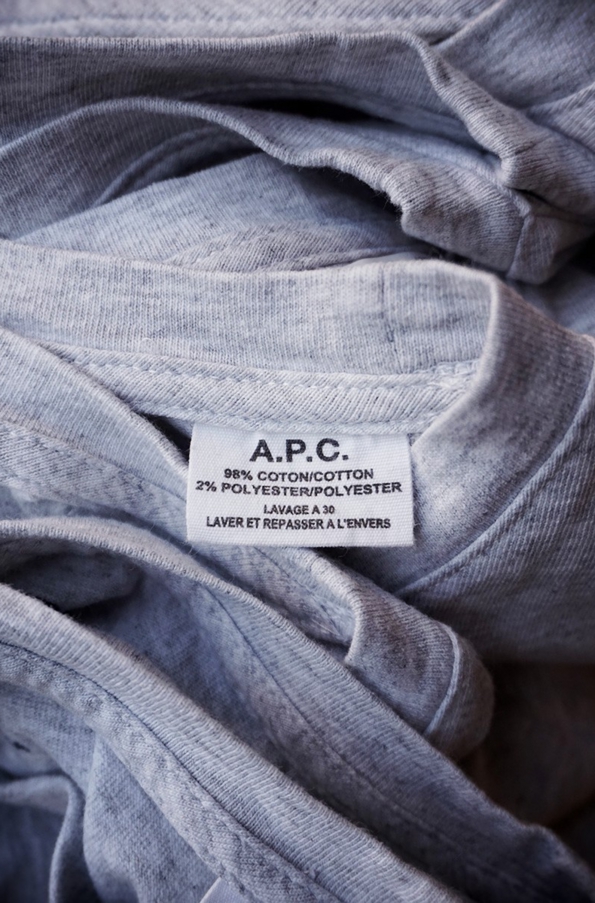 A.P.C.
98% COTON/COTTON
2% POLYESTER/POLYESTER
LAVAGE A 30
LAVER ET REPASSER A L'ENVERS